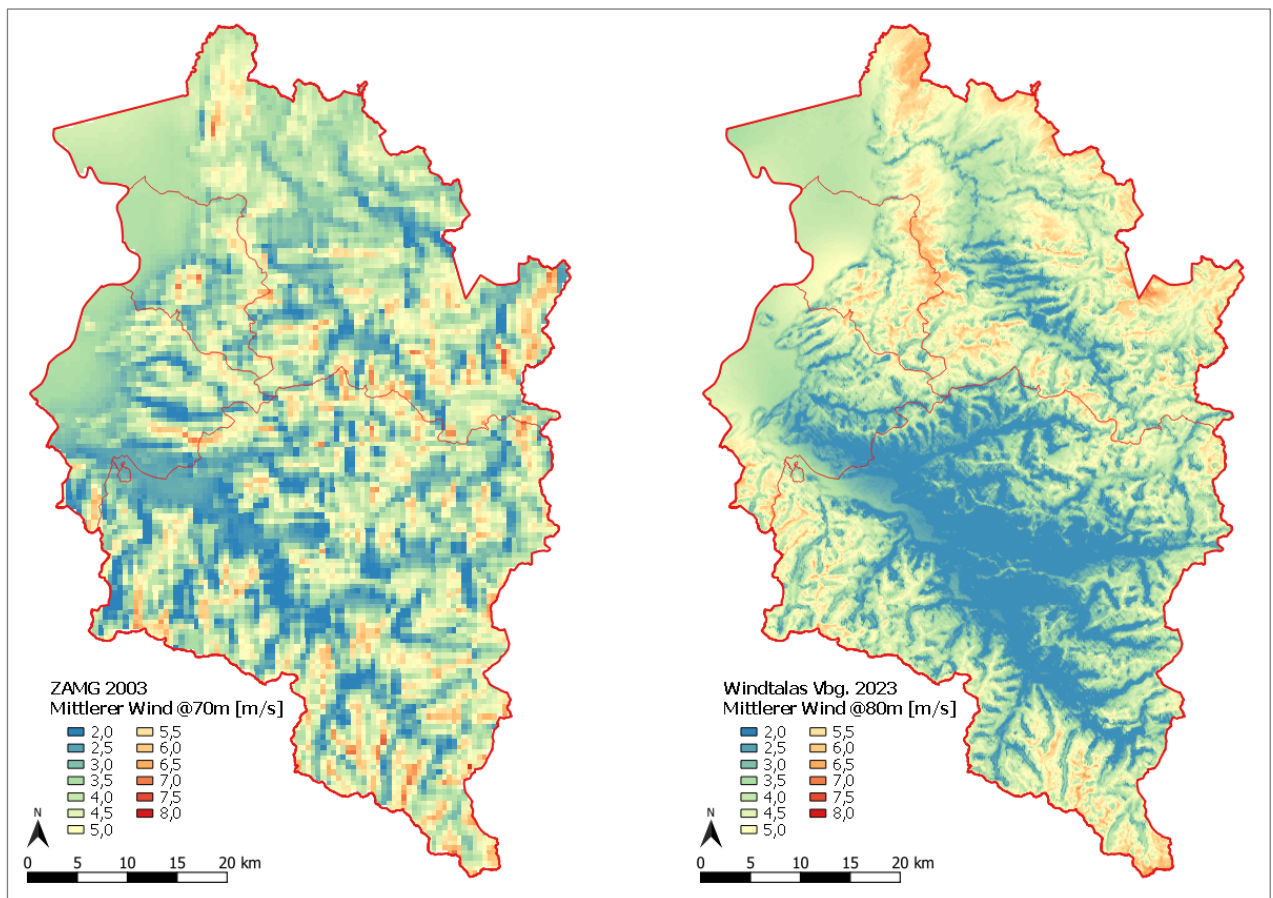 ZAMG 2003
Mittlerer Wind @70m [m/s]
2,0 5,5
2,5 6,0
3,0 6,5
3,5 7,0
4,0 7,5
4,5 8,0
5,0
N
0 5 10 15 20 km
Windtalas Vbg. 2023
Mittlerer Wind @80m [m/s]
2,0 5,5
2,5 6,0
3,0 6,5
3,5 7,0
4,0 7,5
4,5 8,0
5,0
N
0 5 10 15 20 km